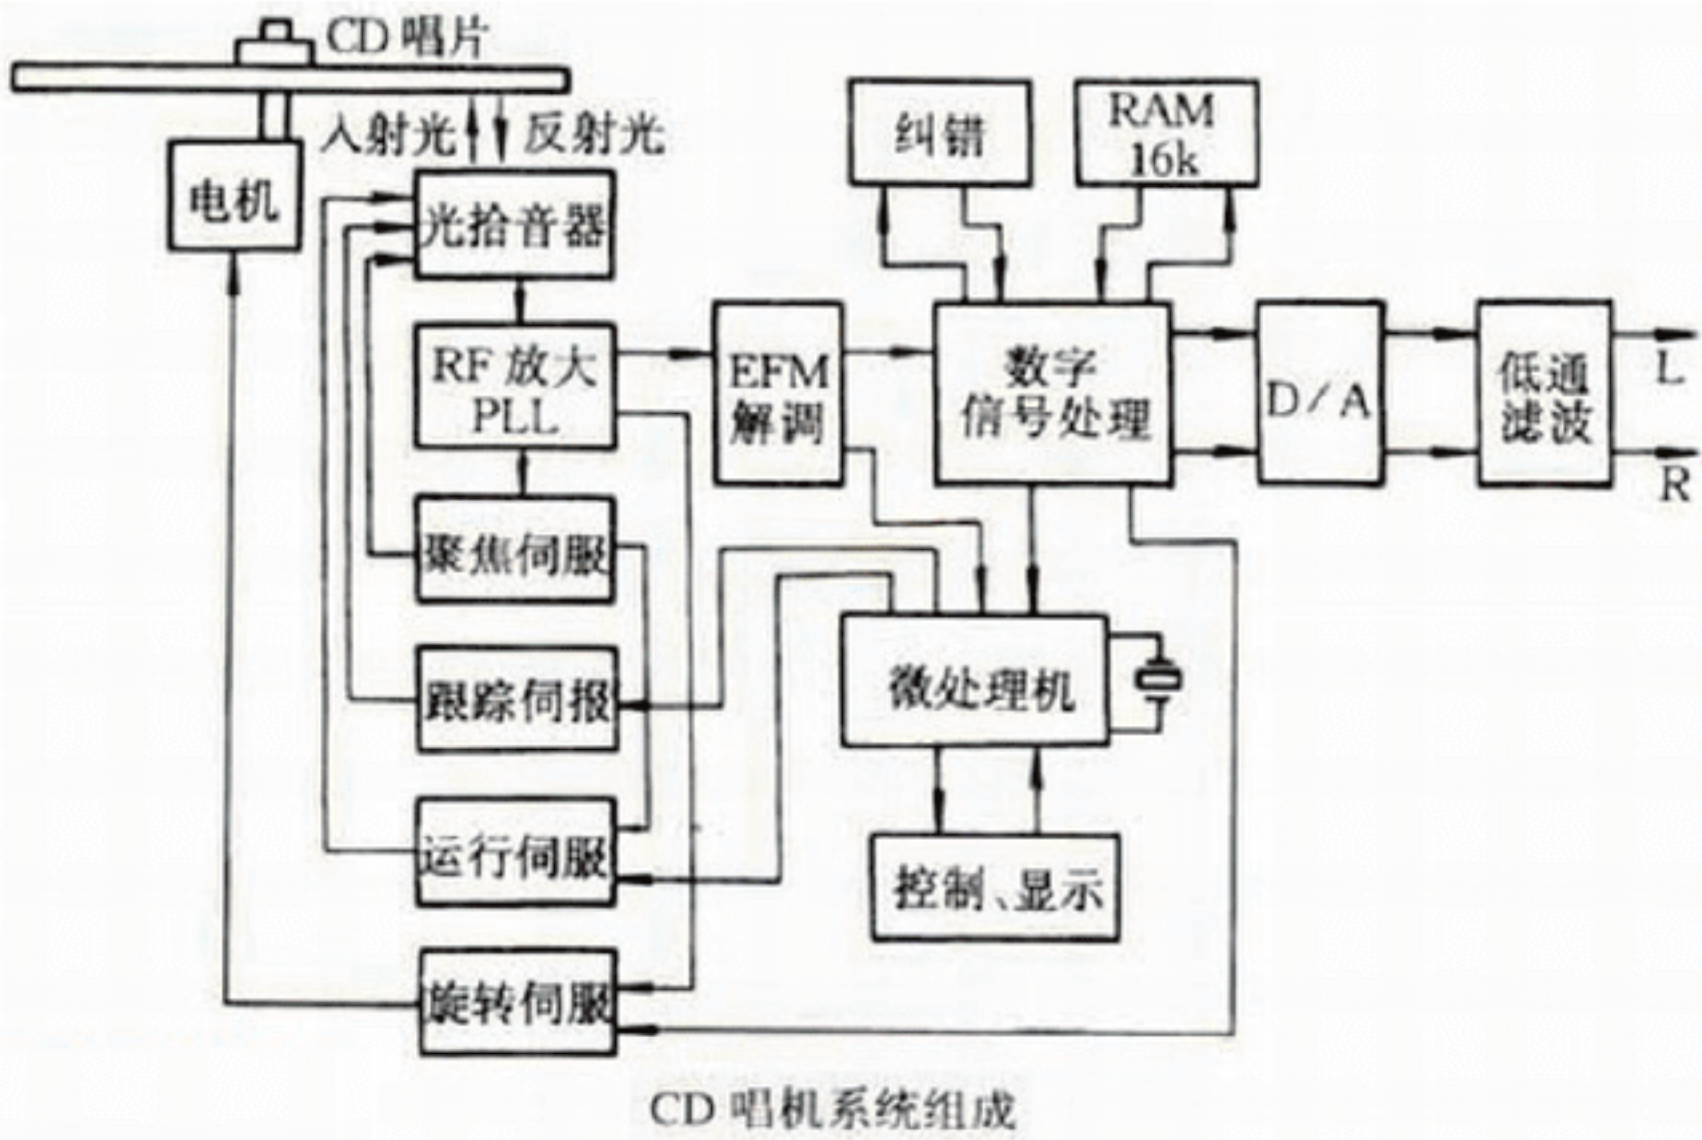 CD 唱片
入射光
反射光
电机
光拾音器
纠错
RAM
16k
RF 放大
PLL
EFM
解调
数字
信号处理
D/A
低通
滤波
L
R
聚焦伺服
跟踪伺报
微处理机
运行伺服
控制、显示
旋转伺服
CD 唱机系统组成